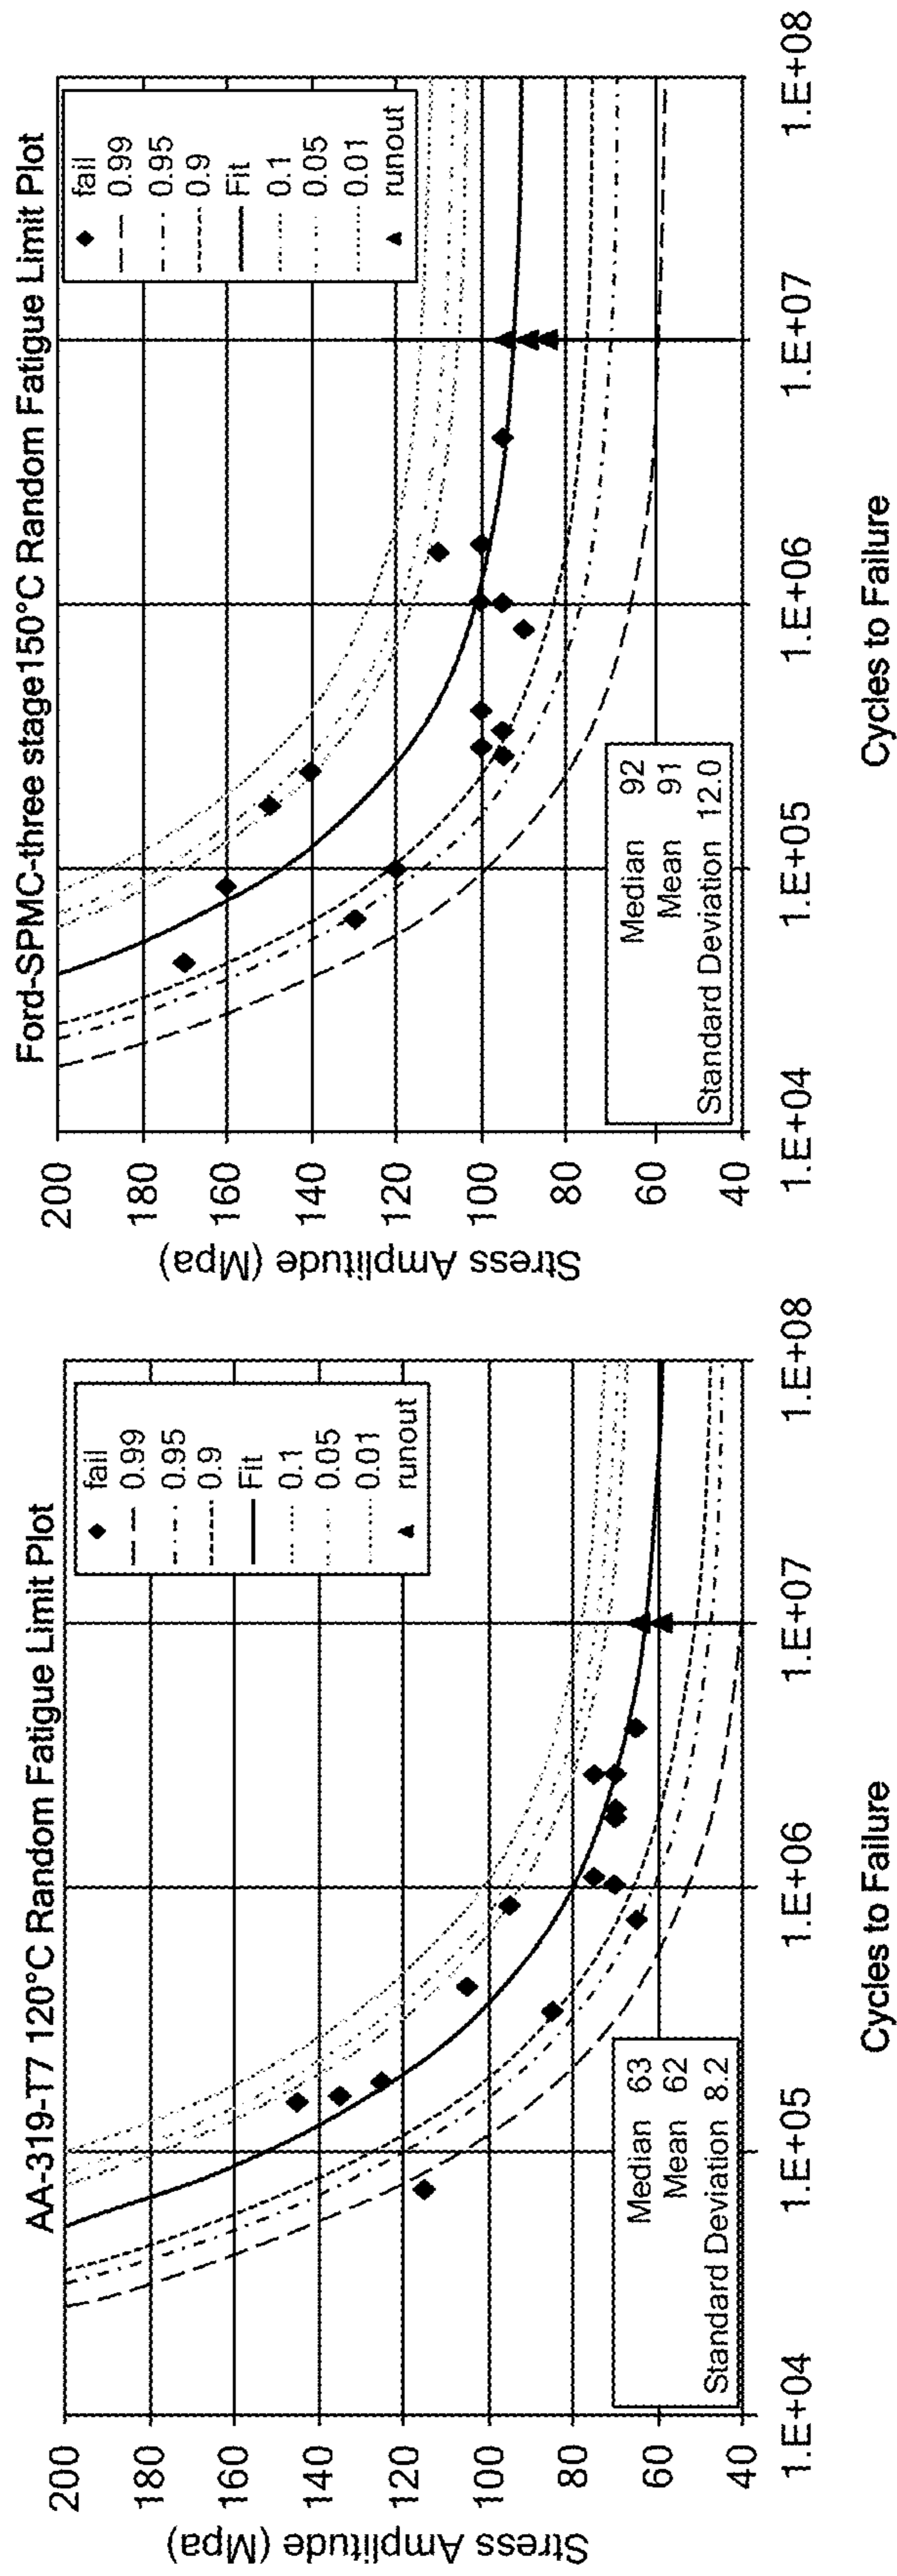 AA-319-T7 120°C Random Fatigue Limit Plot
Stress Amplitude (Mpa)
200
180
160
140
120
100
80
60
40
fail
0.99
0.95
0.9
Fit
0.1
0.05
0.01
runout
Median 63
Mean 62
Standard Deviation 8.2
1.E+04
1.E+05
1.E+06
1.E+07
1.E+08
Cycles to Failure
Ford-SPMC-three stage150°C Random Fatigue Limit Plot
Stress Amplitude (Mpa)
200
180
160
140
120
100
80
60
40
fail
0.99
0.95
0.9
Fit
0.1
0.05
0.01
runout
Median 92
Mean 91
Standard Deviation 12.0
1.E+04
1.E+05
1.E+06
1.E+07
1.E+08
Cycles to Failure